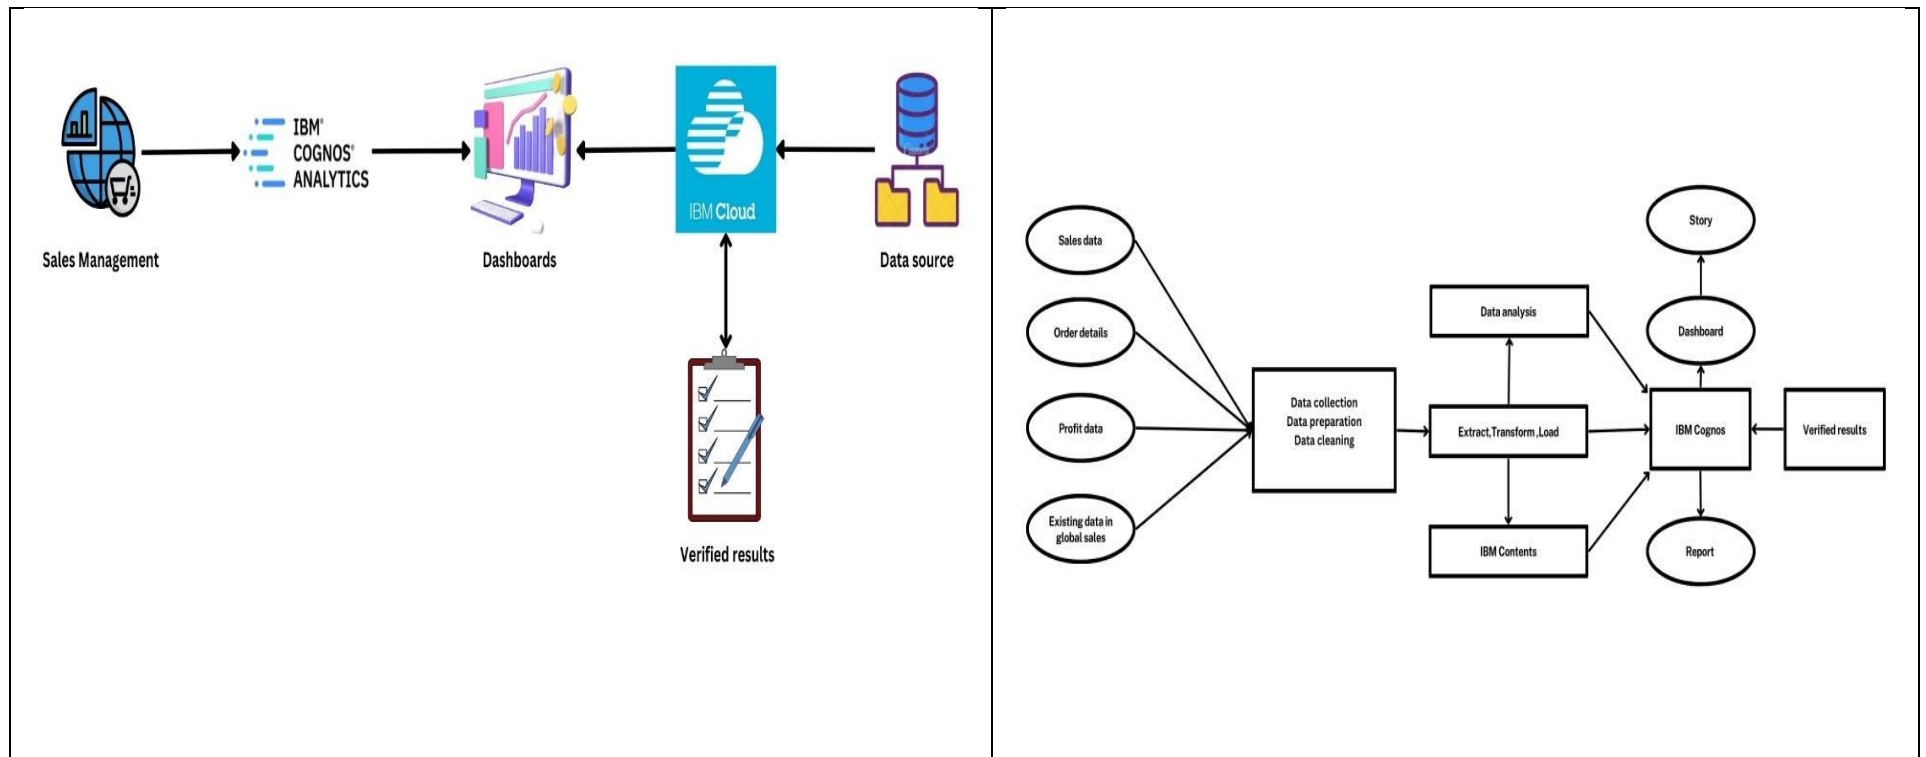 IBM®
COGNOS®
ANALYTICS
IBM Cloud
Sales Management
Dashboards
Data source
Verified results
Sales data
Order details
Profit data
Existing data in
global sales
Data collection
Data preparation
Data cleaning
Data analysis
Extract,Transform ,Load
IBM Contents
Story
Dashboard
IBM Cognos
Verified results
Report